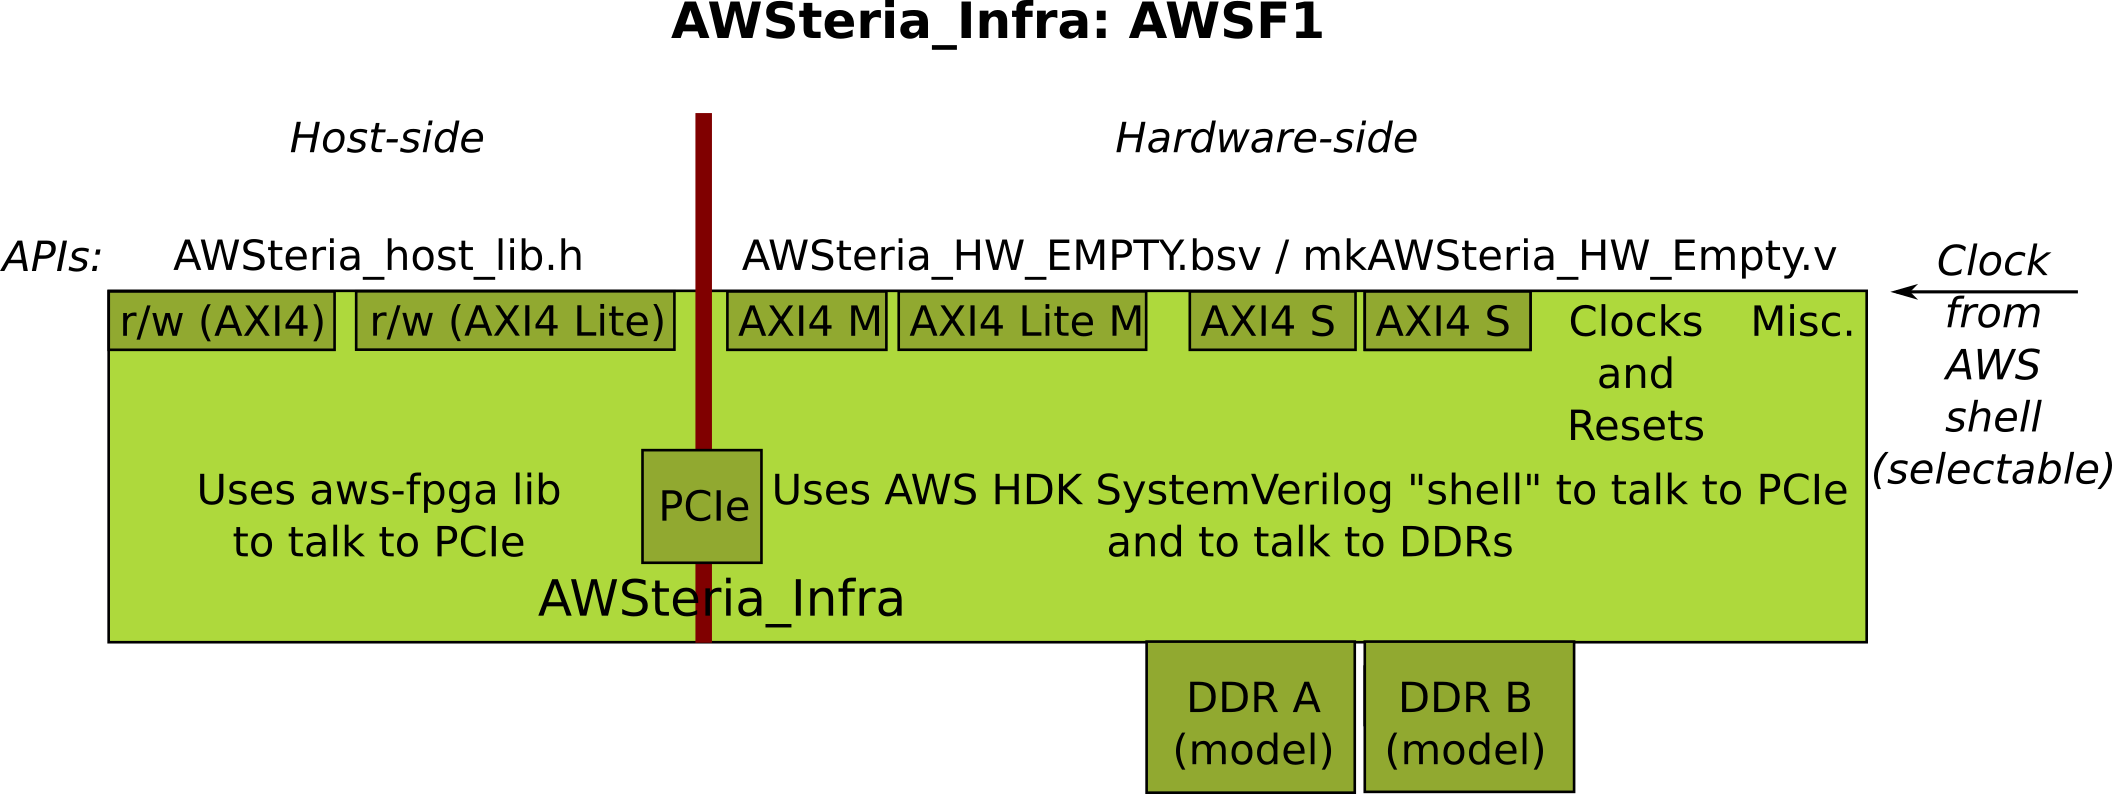 AWSteria_Infra: AWSF1
Host-side
Hardware-side
APIs:
AWSteria_host_lib.h
AWSteria_HW_EMPTY.bsv / mkAWSteria_HW_Empty.v
r/w (AXI4)
r/w (AXI4 Lite)
AXI4 M
AXI4 Lite M
AXI4 S
AXI4 S
Clocks
and
Resets
Misc.
Clock
from
AWS
shell
(selectable)
Uses aws-fpga lib
to talk to PCIe
PCIe
Uses AWS HDK SystemVerilog "shell" to talk to PCIe
and to talk to DDRs
AWSteria_Infra
DDR A
(model)
DDR B
(model)